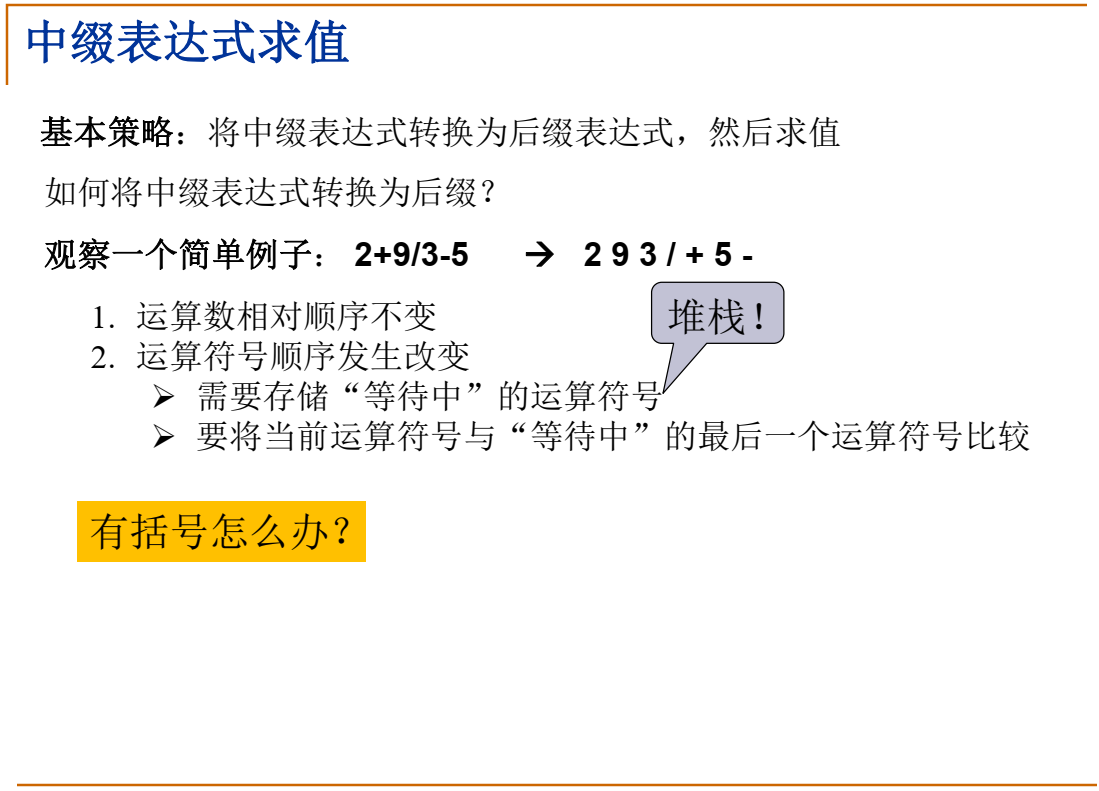 中缀表达式求值
基本策略：将中缀表达式转换为后缀表达式，然后求值
如何将中缀表达式转换为后缀？
观察一个简单例子： 2+9/3-5 → 2 9 3 / + 5 -
堆栈！
1. 运算数相对顺序不变
2. 运算符号顺序发生改变
➢ 需要存储“等待中”的运算符号
➢ 要将当前运算符号与“等待中”的最后一个运算符号比较
有括号怎么办？